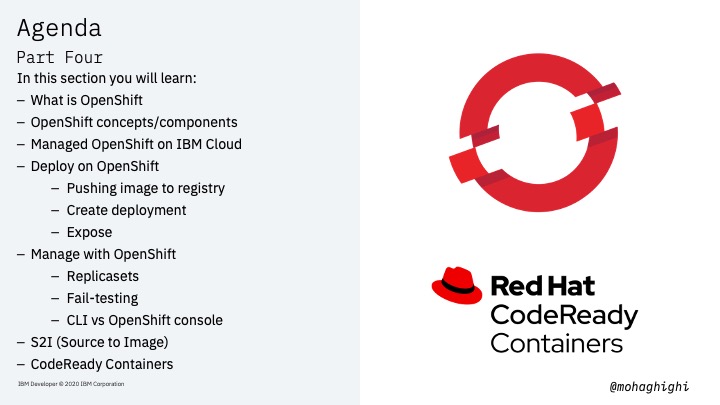 Agenda
Part Four
In this section you will learn:
– What is OpenShift
– OpenShift concepts/components
– Managed OpenShift on IBM Cloud
– Deploy on OpenShift
– Pushing image to registry
– Create deployment
– Expose
– Manage with OpenShift
– Replicasets
– Fail-testing
– CLI vs OpenShift console
– S2I (Source to Image)
– CodeReady Containers
IBM Developer © 2020 IBM Corporation
Red Hat
CodeReady
Containers
@mohaghighi